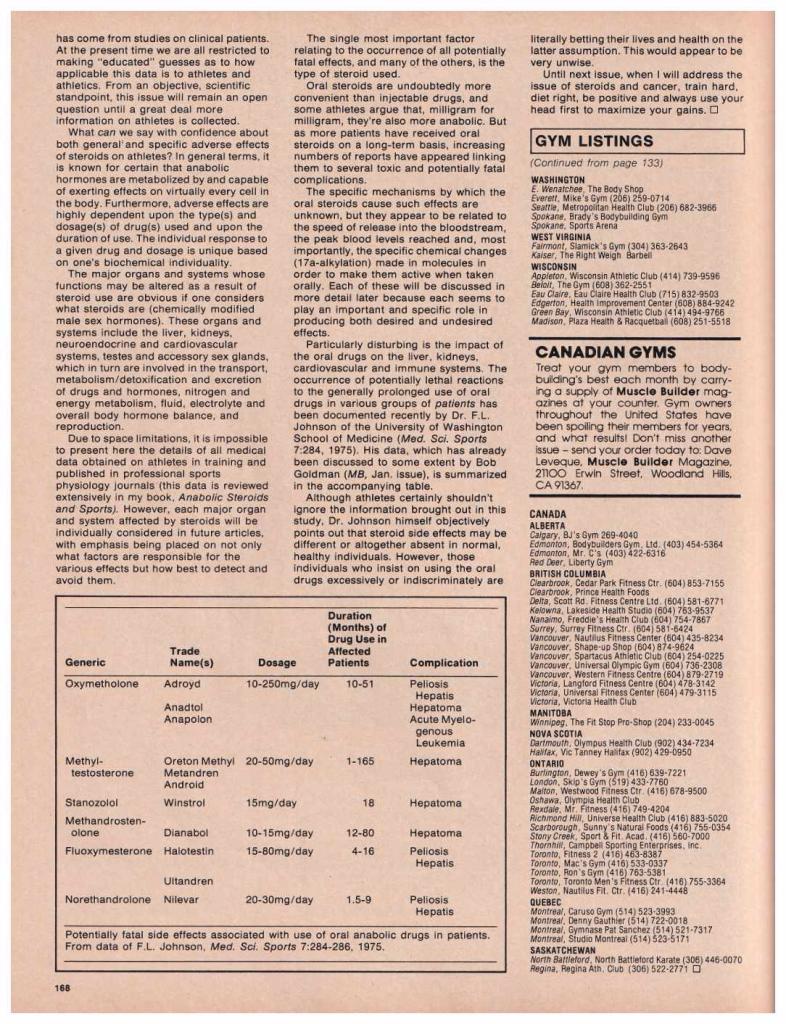 has come from studies on clinical patients.
At the present time we are all restricted to
making "educated" guesses as to how
applicable this data is to athletes and
athletics. From an objective, scientific
standpoint, this issue will remain an open
question until a great deal more
information on athletes is collected.
What can we say with confidence about
both general and specific adverse effects
of steroids on athletes? In general terms, it
is known for certain that anabolic
hormones are metabolized by and capable
of exerting effects on virtually every cell in
the body. Furthermore, adverse effects are
highly dependent upon the type(s) and
dosage(s) of drug(s) used and upon the
duration of use. The individual response to
a given drug and dosage is unique based
on one's biochemical individuality.
The major organs and systems whose
functions may be altered as a result of
steroid use are obvious if one considers
what steroids are (chemically modified
male sex hormones). These organs and
systems include the liver, kidneys,
neuroendocrine and cardiovascular
systems, testes and accessory sex glands,
which in turn are involved in the transport,
metabolism/detoxification and excretion
of drugs and hormones, nitrogen and
energy metabolism, fluid, electrolyte and
overall body hormone balance, and
reproduction.
Due to space limitations, it is impossible
to present here the details of all medical
data obtained on athletes in training and
published in professional sports
physiology journals (this data is reviewed
extensively in my book, Anabolic Steroids
and Sports). However, each major organ
and system affected by steroids will be
individually considered in future articles,
with emphasis being placed on not only
what factors are responsible for the
various effects but how best to detect and
avoid them.
The single most important factor
relating to the occurrence of all potentially
fatal effects, and many of the others, is the
type of steroid used.
Oral steroids are undoubtedly more
convenient than injectable drugs, and
some athletes argue that, milligram for
milligram, they're also more anabolic. But
as more patients have received oral
steroids on a long-term basis, increasing
numbers of reports have appeared linking
them to several toxic and potentially fatal
complications.
The specific mechanisms by which the
oral steroids cause such effects are
unknown, but they appear to be related to
the speed of release into the bloodstream,
the peak blood levels reached and, most
importantly, the specific chemical changes
(17a-alkylation) made in molecules in
order to make them active when taken
orally. Each of these will be discussed in
more detail later because each seems to
play an important and specific role in
producing both desired and undesired
effects.
Particularly disturbing is the impact of
the oral drugs on the liver, kidneys,
cardiovascular and immune systems. The
occurrence of potentially lethal reactions
to the generally prolonged use of oral
drugs in various groups of patients has
been documented recently by Dr. F.L.
Johnson of the University of Washington
School of Medicine (Med. Sci. Sports
7:284, 1975). His data, which has already
been discussed to some extent by Bob
Goldman (MB, Jan. issue), is summarized
in the accompanying table.
Although athletes certainly shouldn't
ignore the information brought out in this
study, Dr. Johnson himself objectively
points out that steroid side effects may be
different or altogether absent in normal,
healthy individuals. However, those
individuals who insist on using the oral
drugs excessively or indiscriminately are
literally betting their lives and health on the
latter assumption. This would appear to be
very unwise.
Until next issue, when I will address the
issue of steroids and cancer, train hard,
diet right, be positive and always use your
head first to maximize your gains. □
GYM LISTINGS
(Continued from page 133)
WASHINGTON
E. Wenatchee, The Body Shop
Everett, Mike's Gym (206) 259-0714
Seattle, Metropolitan Health Club (206) 682-3966
Spokane, Brady's Bodybuilding Gym
Spokane, Sports Arena
WEST VIRGINIA
Fairmont, Slamick's Gym (304) 363-2643
Kaiser, The Right Weigh Barbell
WISCONSIN
Appleton, Wisconsin Athletic Club (414) 739-9596
Beloit, The Gym (608) 362-2551
Eau Claire, Eau Claire Health Club (715) 832-9503
Edgerton, Health Improvement Center (608) 884-9242
Green Bay, Wisconsin Athletic Club (414) 494-9766
Madison, Plaza Health & Racquetball (608) 251-5518
CANADIAN GYMS
Treat your gym members to body-
building's best each month by carry-
ing a supply of Muscle Builder mag-
azines at your counter. Gym owners
throughout the United States have
been spoiling their members for years,
and what results! Don't miss another
issue – send your order today to: Dave
Leveque, Muscle Builder Magazine,
21100 Erwin Street, Woodland Hills,
CA 91367.
CANADA
ALBERTA
Calgary, BJ's Gym 269-4040
Edmonton, Bodybuilders Gym, Ltd. (403) 454-5364
Edmonton, Mr. C's (403) 422-6316
Red Deer, Liberty Gym
BRITISH COLUMBIA
Clearbrook, Cedar Park Fitness Ctr. (604) 853-7155
Clearbrook, Prince Health Foods
Delta, Scott Rd. Fitness Centre Ltd. (604) 581-6771
Kelowna, Lakeside Health Studio (604) 763-9537
Nanaimo, Freddie's Health Club (604) 754-7867
Surrey, Surrey Fitness Ctr. (604) 581-6424
Vancouver, Nautilus Fitness Center (604) 435-8234
Vancouver, Shape-up Shop (604) 874-9624
Vancouver, Spartacus Athletic Club (604) 254-0225
Vancouver, Universal Olympic Gym (604) 736-2308
Vancouver, Western Fitness Centre (604) 879-2719
Victoria, Langford Fitness Centre (604) 478-3142
Victoria, Universal Fitness Center (604) 479-3115
Victoria, Victoria Health Club
MANITOBA
Winnipeg, The Fit Stop Pro-Shop (204) 233-0045
NOVA SCOTIA
Dartmouth, Olympus Health Club (902) 434-7234
Halifax, Vic Tanney Halifax (902) 429-0950
ONTARIO
Burlington, Dewey's Gym (416) 639-7221
London, Skip's Gym (519) 433-7760
Malton, Westwood Fitness Ctr. (416) 678-9500
Oshawa, Olympia Health Club
Rexdale, Mr. Fitness (416) 749-4204
Richmond Hill, Universe Health Club (416) 883-5020
Scarborough, Sunny's Natural Foods (416) 755-0354
Stony Creek, Sport & Fit. Acad. (416) 560-7000
Thornhill, Campbell Sporting Enterprises, Inc.
Toronto, Fitness 2 (416) 463-8387
Toronto, Mac's Gym (416) 533-0337
Toronto, Ron's Gym (416) 763-5381
Toronto, Toronto Men's Fitness Ctr. (416) 755-3364
Weston, Nautilus Fit. Ctr. (416) 241-4448
QUEBEC
Montreal, Caruso Gym (514) 523-3993
Montreal, Denny Gauthier (514) 722-0018
Montreal, Gymnase Pat Sanchez (514) 521-7317
Montreal, Studio Montreal (514) 523-5171
SASKATCHEWAN
North Battleford, North Battleford Karate (306) 446-0070
Regina, Regina Ath. Club (306) 522-2771 □
Duration
(Months) of
Drug Use in
Trade Affected
Generic Name(s) Dosage Patients Complication
Oxymetholone Adroyd 10-250mg/day 10-51 Peliosis
Hepatis
Anadtol Hepatoma
Anapolon Acute Myelo-
genous
Leukemia
Methyl- Oreton Methyl 20-50mg/day 1-165 Hepatoma
testosterone Metandren
Android
Stanozolol Winstrol 15mg/day 18 Hepatoma
Methandrosten-
olone Dianabol 10-15mg/day 12-80 Hepatoma
Fluoxymesterone Halotestin 15-80mg/day 4-16 Peliosis
Hepatis
Ultandren
Norethandrolone Nilevar 20-30mg/day 1.5-9 Peliosis
Hepatis
Potentially fatal side effects associated with use of oral anabolic drugs in patients.
From data of F.L. Johnson, Med. Sci. Sports 7:284-286, 1975.
168